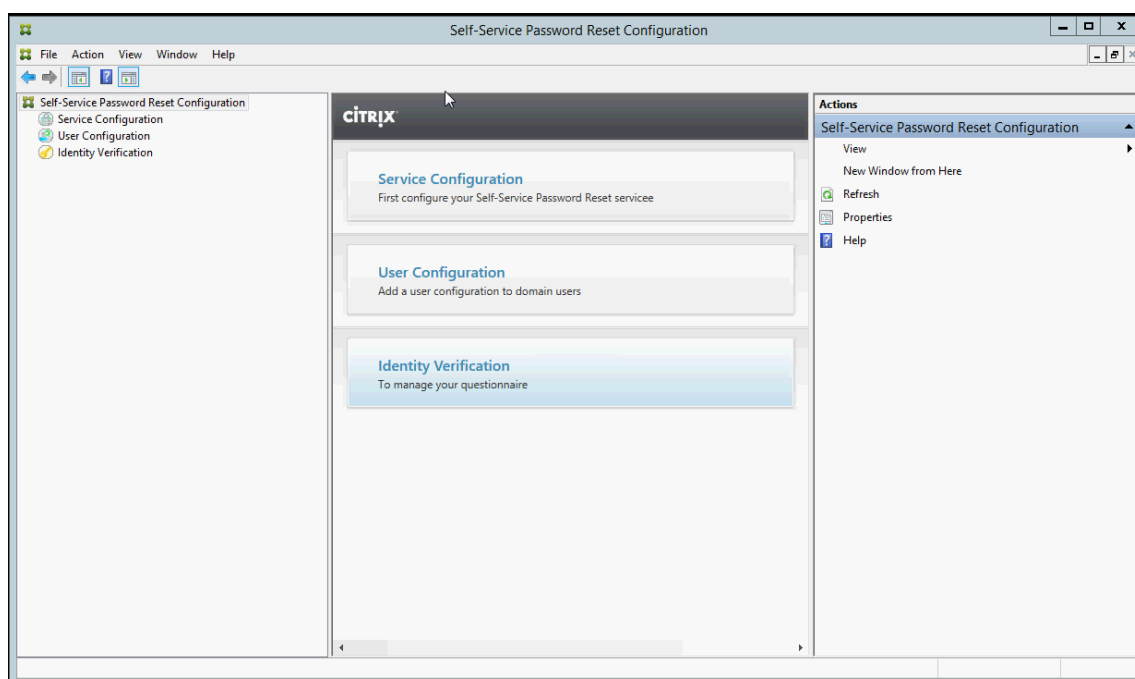 Self-Service Password Reset Configuration
File Action View Window Help
Self-Service Password Reset Configuration
Service Configuration
User Configuration
Identity Verification
CİTRIX
Service Configuration
First configure your Self-Service Password Reset servicee
User Configuration
Add a user configuration to domain users
Identity Verification
To manage your questionnaire
Actions
Self-Service Password Reset Configuration
View
New Window from Here
Refresh
Properties
Help